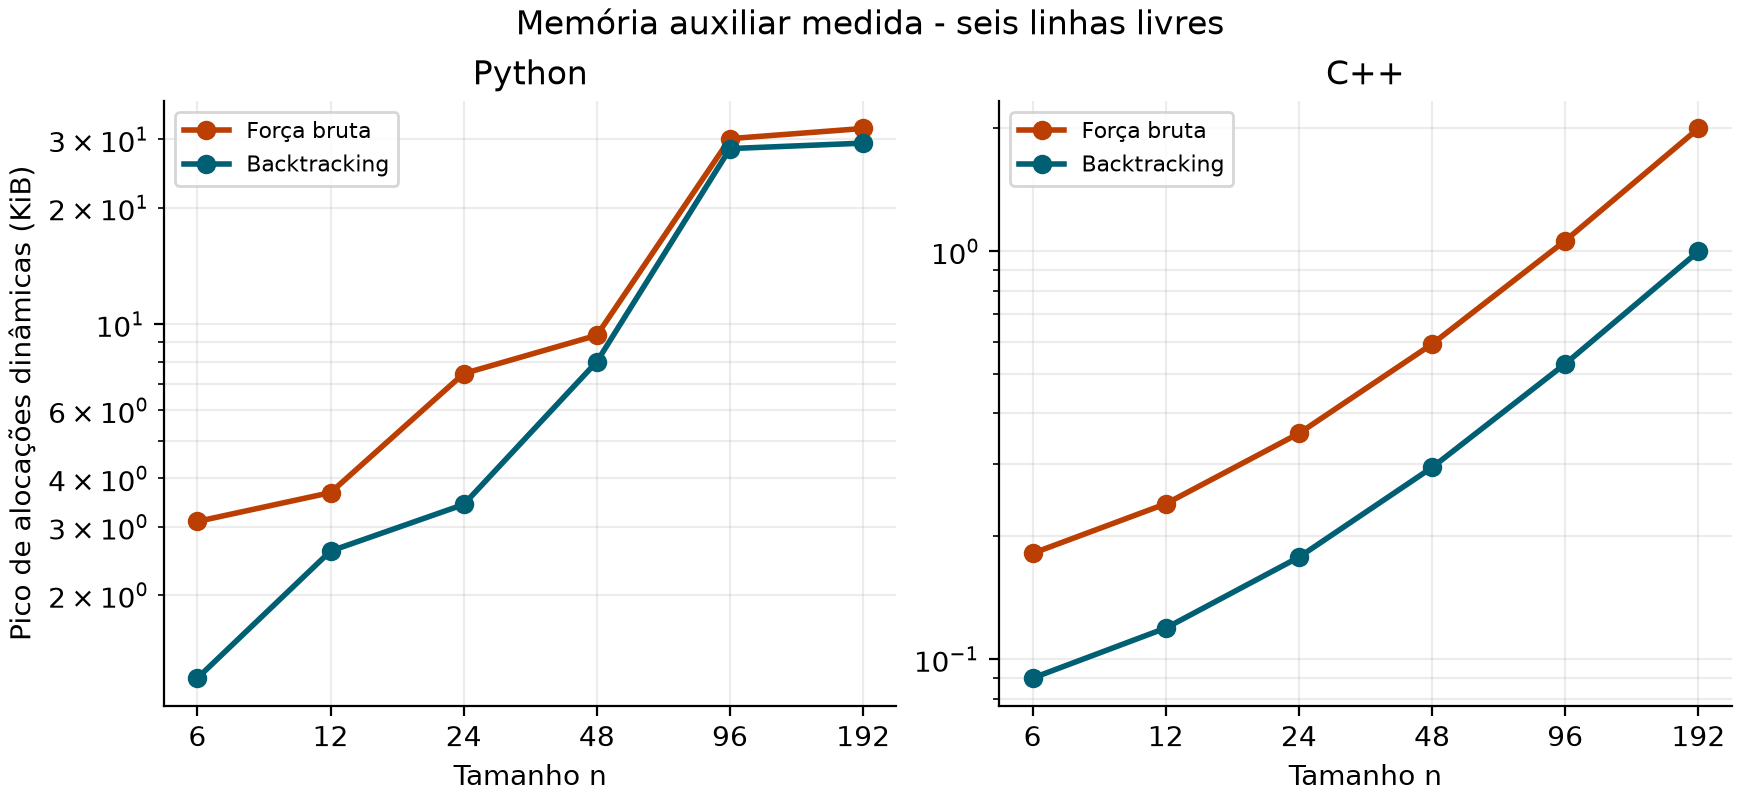 Memória auxiliar medida - seis linhas livres
Python
Força bruta
Backtracking
Pico de alocações dinâmicas (KiB)
3 × 10¹
2 × 10¹
10¹
6 × 10⁰
4 × 10⁰
3 × 10⁰
2 × 10⁰
6 12 24 48 96 192
Tamanho n
C++
Força bruta
Backtracking
10⁰
10⁻¹
6 12 24 48 96 192
Tamanho n